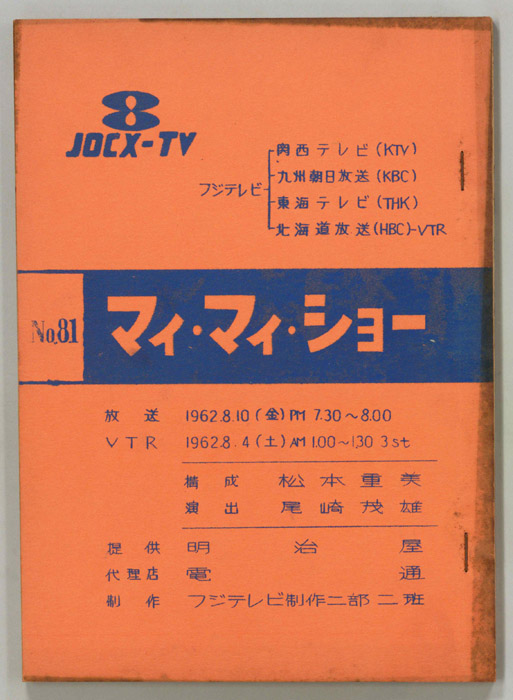 8
JOCX-TV
フジテレビ
関西テレビ(KTV)
九州朝日放送(KBC)
東海テレビ(THK)
北海道放送(HBC)-VTR
No.81
マイ・マイ・ショー
放送 1962.8.10(金)PM 7.30～8.00
VTR 1962.8.4(土)AM 1.00～1.30 3st
構成 松本重美
演出 尾崎茂雄
提供 明治屋
代理店 電通
制作 フジテレビ制作二部二班